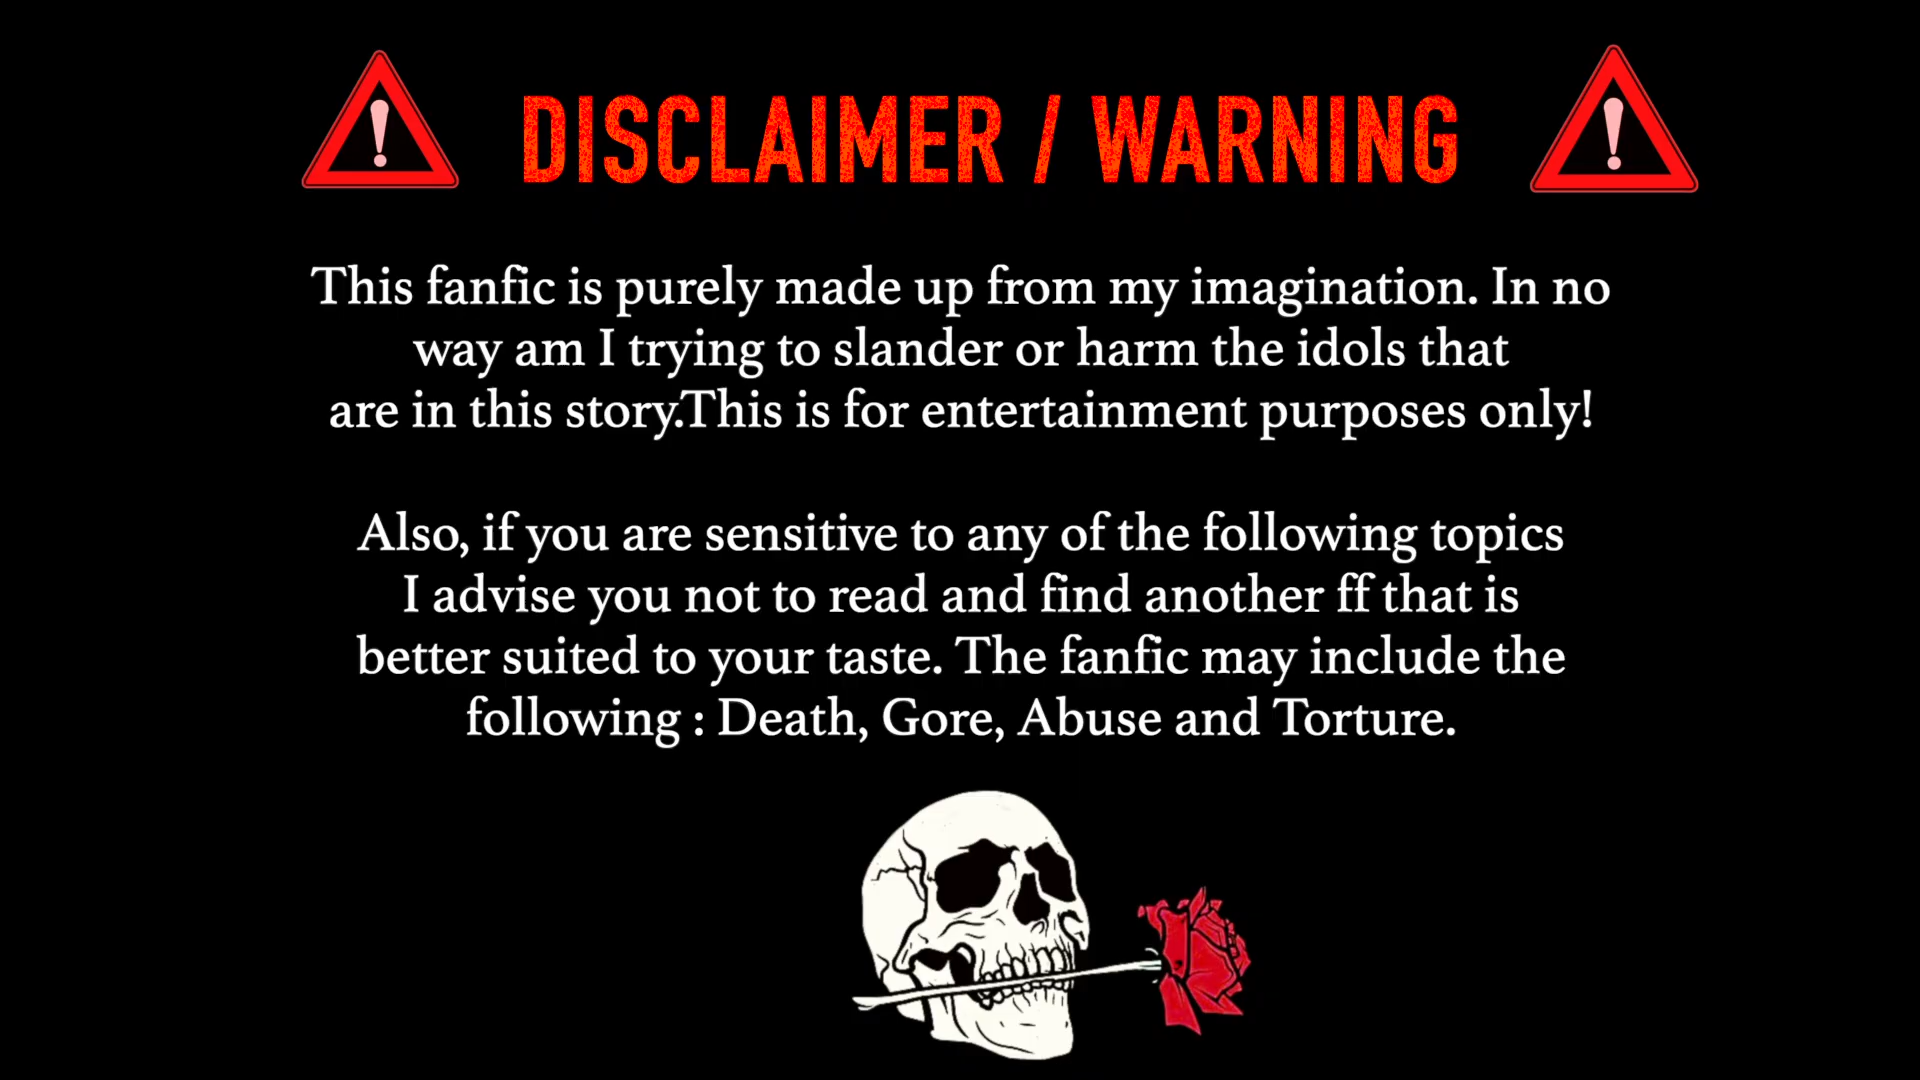 DISCLAIMER / WARNING
This fanfic is purely made up from my imagination. In no
way am I trying to slander or harm the idols that
are in this story.This is for entertainment purposes only!
Also, if you are sensitive to any of the following topics
I advise you not to read and find another ff that is
better suited to your taste. The fanfic may include the
following : Death, Gore, Abuse and Torture.